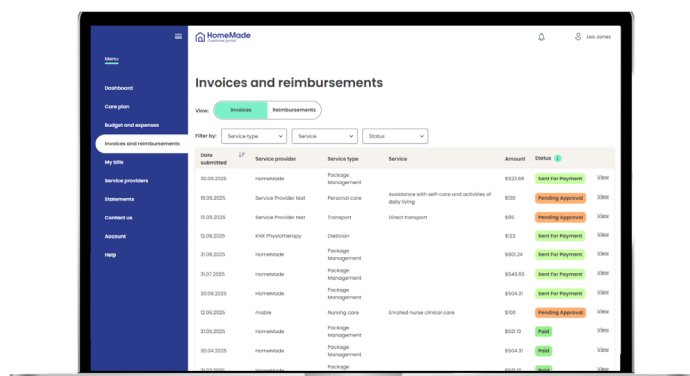 HomeMade
Customer portal
Leo Jones
Menu
Dashboard
Care plan
Budget and expenses
Invoices and reimbursements
My bills
Service providers
Statements
Contact us
Account
Help
Invoices and reimbursements
View: Invoices Reimbursements
Filter by: Service type Service Status
Date submitted Service provider Service type Service Amount Status
30.09.2025 HomeMade Package Management $523.66 Sent For Payment View
19.09.2025 Service Provider test Personal care Assistance with self-care and activities of daily living $130 Pending Approval View
15.09.2025 Service Provider test Transport Direct transport Pending Approval View
12.09.2025 KNX Physiotherapy Dietician $123 Sent For Payment View
31.08.2025 HomeMade Package Management $601.24 Sent For Payment View
31.07.2025 HomeMade Package Management $549.65 Sent For Payment View
30.06.2025 HomeMade Package Management $504.31 Sent For Payment View
12.06.2025 mable Nursing care Enrolled nurse clinical care $100 Pending Approval View
31.05.2025 HomeMade Package Management $521.13 Paid View
30.04.2025 HomeMade Package Management $504.31 Paid View
HomeMade Package Paid View